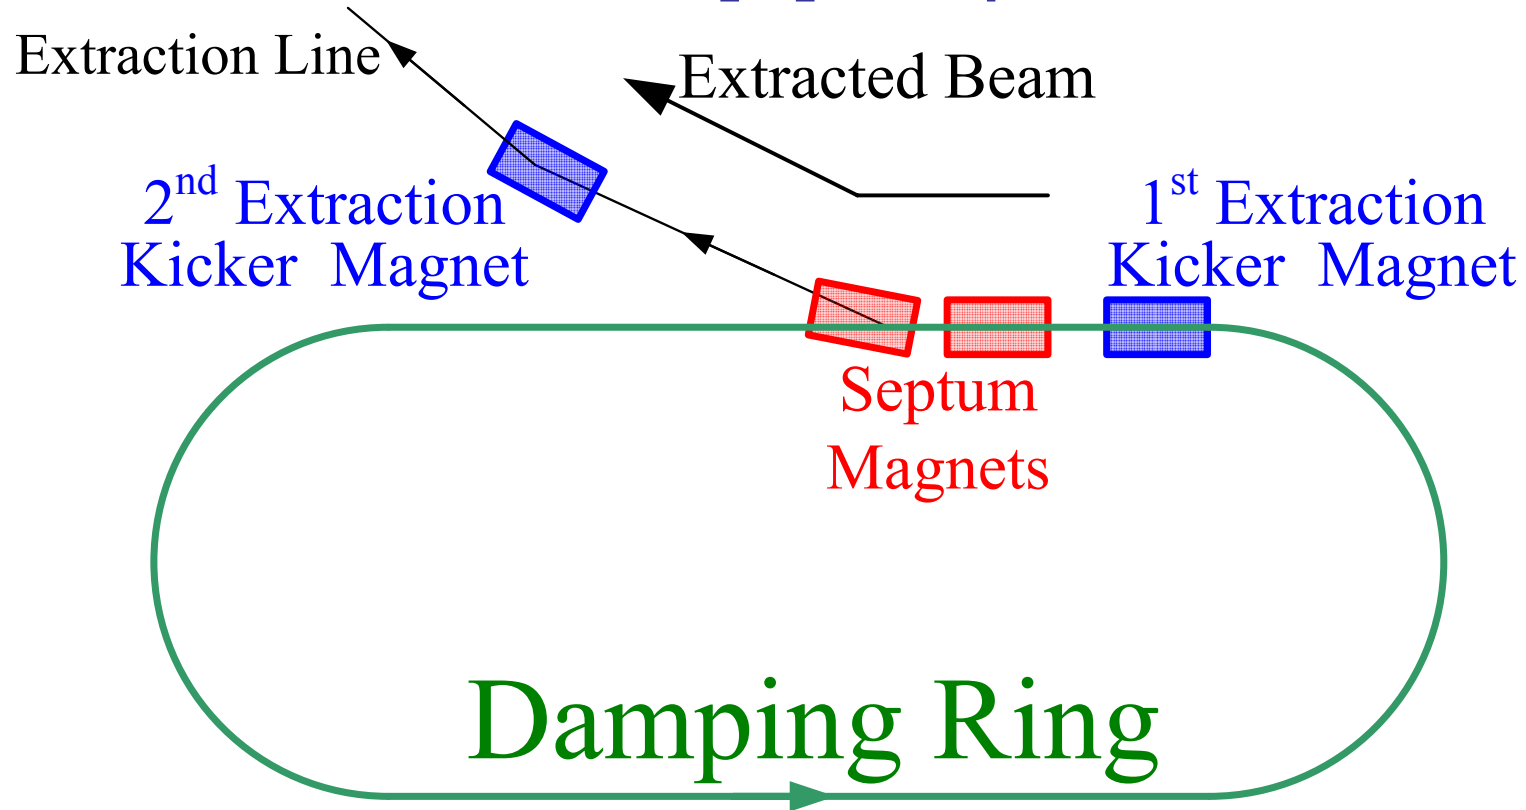 Extraction Line
Extracted Beam
2nd Extraction
Kicker Magnet
1st Extraction
Kicker Magnet
Septum
Magnets
Damping Ring